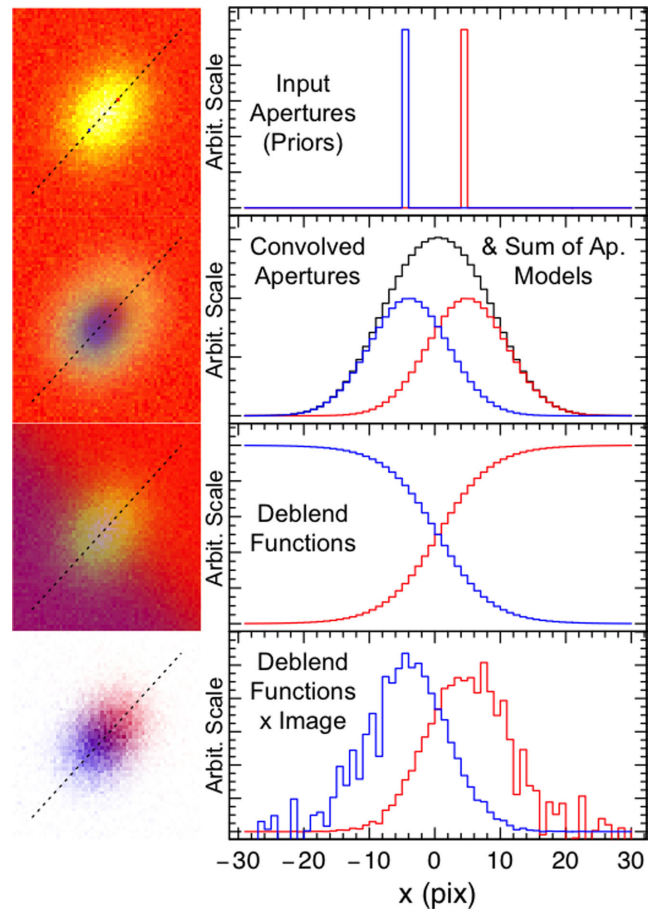 Arbit. Scale
Input
Apertures
(Priors)
Arbit. Scale
Convolved
Apertures
& Sum of Ap.
Models
Arbit. Scale
Deblend
Functions
Arbit. Scale
Deblend
Functions
x Image
−30 −20 −10 0 10 20 30
x (pix)